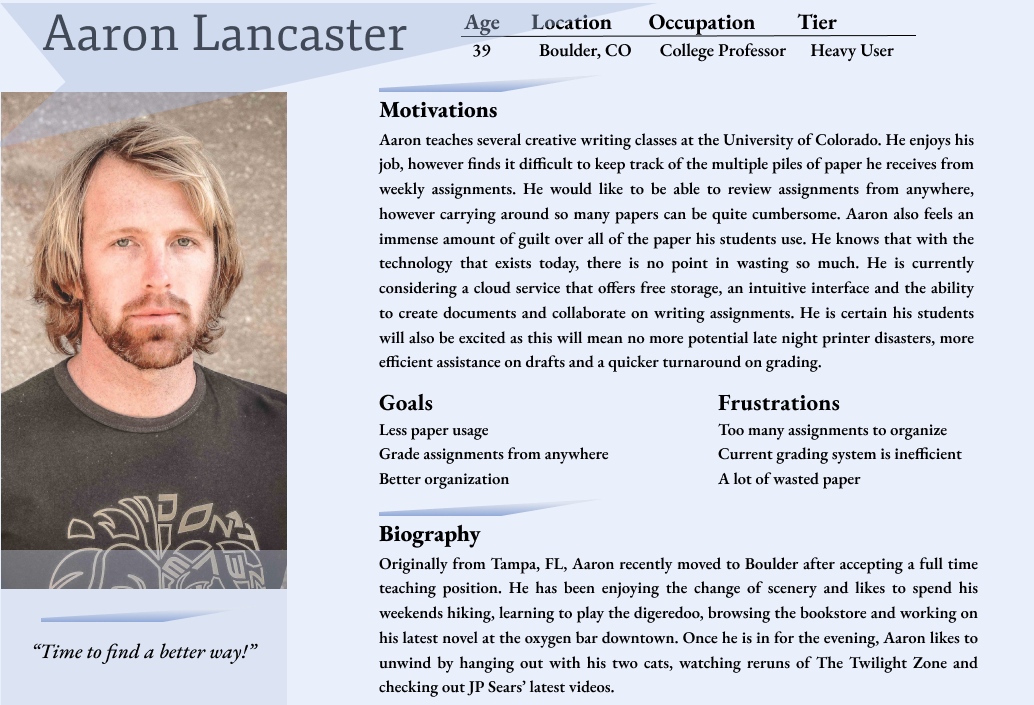 Aaron Lancaster
Age Location Occupation Tier
39 Boulder, CO College Professor Heavy User
Motivations
Aaron teaches several creative writing classes at the University of Colorado. He enjoys his
job, however finds it difficult to keep track of the multiple piles of paper he receives from
weekly assignments. He would like to be able to review assignments from anywhere,
however carrying around so many papers can be quite cumbersome. Aaron also feels an
immense amount of guilt over all of the paper his students use. He knows that with the
technology that exists today, there is no point in wasting so much. He is currently
considering a cloud service that offers free storage, an intuitive interface and the ability
to create documents and collaborate on writing assignments. He is certain his students
will also be excited as this will mean no more potential late night printer disasters, more
efficient assistance on drafts and a quicker turnaround on grading.
Goals
Less paper usage
Grade assignments from anywhere
Better organization
Frustrations
Too many assignments to organize
Current grading system is inefficient
A lot of wasted paper
Biography
Originally from Tampa, FL, Aaron recently moved to Boulder after accepting a full time
teaching position. He has been enjoying the change of scenery and likes to spend his
weekends hiking, learning to play the digeredoo, browsing the bookstore and working on
his latest novel at the oxygen bar downtown. Once he is in for the evening, Aaron likes to
unwind by hanging out with his two cats, watching reruns of The Twilight Zone and
checking out JP Sears’ latest videos.
“Time to find a better way!”